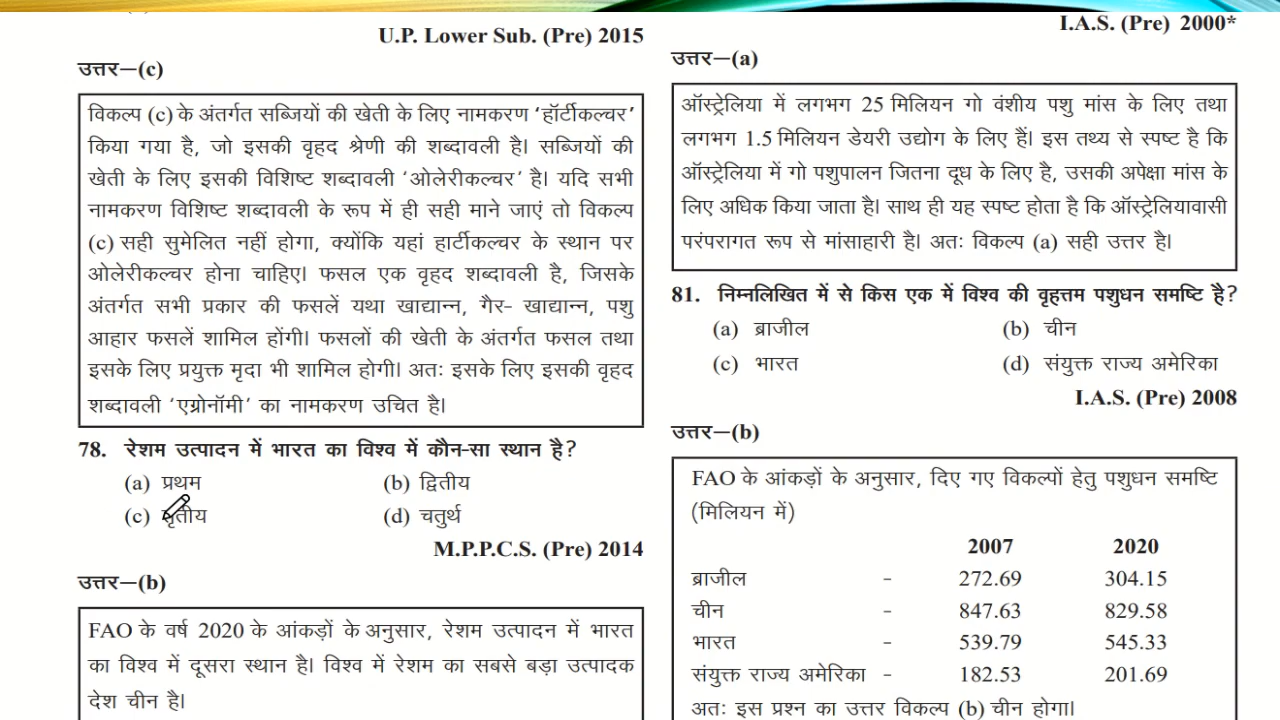 U.P. Lower Sub. (Pre) 2015
उत्तर–(c)
विकल्प (c) के अंतर्गत सब्जियों की खेती के लिए नामकरण ‘हॉर्टीकल्चर’
किया गया है, जो इसकी वृहद श्रेणी की शब्दावली है। सब्जियों की
खेती के लिए इसकी विशिष्ट शब्दावली ‘ओलेरीकल्चर’ है। यदि सभी
नामकरण विशिष्ट शब्दावली के रूप में ही सही माने जाएं तो विकल्प
(c) सही सुमेलित नहीं होगा, क्योंकि यहां हार्टीकल्चर के स्थान पर
ओलेरीकल्चर होना चाहिए। फसल एक वृहद शब्दावली है, जिसके
अंतर्गत सभी प्रकार की फसलें यथा खाद्यान्न, गैर- खाद्यान्न, पशु
आहार फसलें शामिल होंगी। फसलों की खेती के अंतर्गत फसल तथा
इसके लिए प्रयुक्त मृदा भी शामिल होगी। अतः इसके लिए इसकी वृहद
शब्दावली ‘एग्रोनॉमी’ का नामकरण उचित है।
78. रेशम उत्पादन में भारत का विश्व में कौन-सा स्थान है?
(a) प्रथम (b) द्वितीय
(c) तृतीय (d) चतुर्थ
M.P.P.C.S. (Pre) 2014
उत्तर–(b)
FAO के वर्ष 2020 के आंकड़ों के अनुसार, रेशम उत्पादन में भारत
का विश्व में दूसरा स्थान है। विश्व में रेशम का सबसे बड़ा उत्पादक
देश चीन है।
I.A.S. (Pre) 2000*
उत्तर–(a)
ऑस्ट्रेलिया में लगभग 25 मिलियन गो वंशीय पशु मांस के लिए तथा
लगभग 1.5 मिलियन डेयरी उद्योग के लिए हैं। इस तथ्य से स्पष्ट है कि
ऑस्ट्रेलिया में गो पशुपालन जितना दूध के लिए है, उसकी अपेक्षा मांस के
लिए अधिक किया जाता है। साथ ही यह स्पष्ट होता है कि ऑस्ट्रेलियावासी
परंपरागत रूप से मांसाहारी है। अतः विकल्प (a) सही उत्तर है।
81. निम्नलिखित में से किस एक में विश्व की वृहत्तम पशुधन समष्टि है?
(a) ब्राजील (b) चीन
(c) भारत (d) संयुक्त राज्य अमेरिका
I.A.S. (Pre) 2008
उत्तर–(b)
FAO के आंकड़ों के अनुसार, दिए गए विकल्पों हेतु पशुधन समष्टि
(मिलियन में)
2007 2020
ब्राजील - 272.69 304.15
चीन - 847.63 829.58
भारत - 539.79 545.33
संयुक्त राज्य अमेरिका - 182.53 201.69
अतः इस प्रश्न का उत्तर विकल्प (b) चीन होगा।